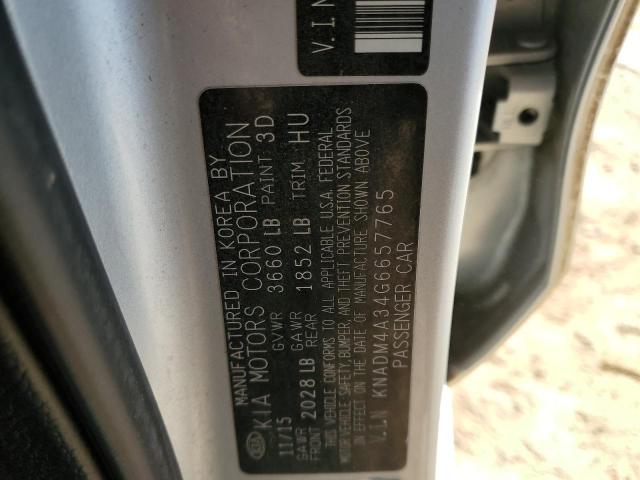 V.I.N
MANUFACTURED IN KOREA BY
KIA KIA MOTORS CORPORATION
11/15 GVWR 3660 LB PAINT 3D
GAWR FRONT 2028 LB GAWR REAR 1852 LB TRIM HU
THIS VEHICLE CONFORMS TO ALL APPLICABLE U.S.A. FEDERAL
MOTOR VEHICLE SAFETY, BUMPER, AND THEFT PREVENTION STANDARDS
IN EFFECT ON THE DATE OF MANUFACTURE SHOWN ABOVE
V.I.N KNADM4A34G6657765
PASSENGER CAR